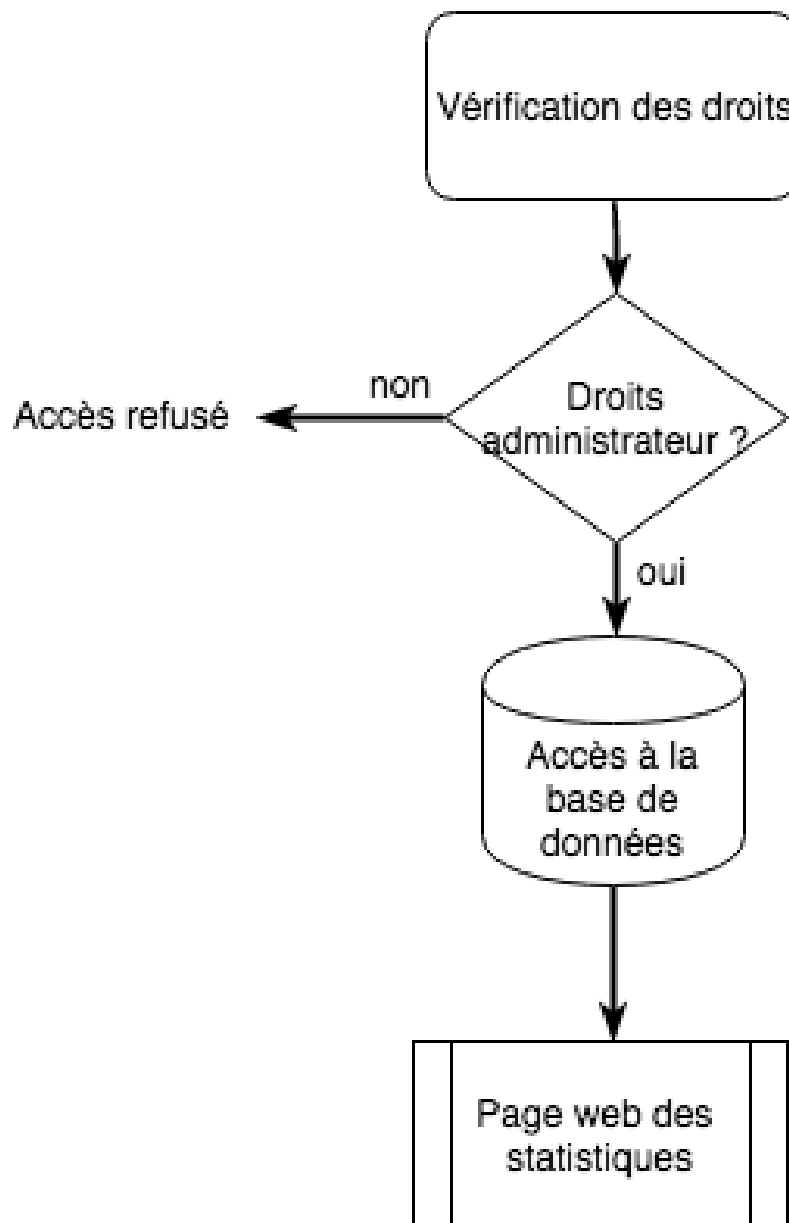 Vérification des droits
non
Accès refusé
Droits
administrateur ?
oui
Accès à la
base de
données
Page web des
statistiques